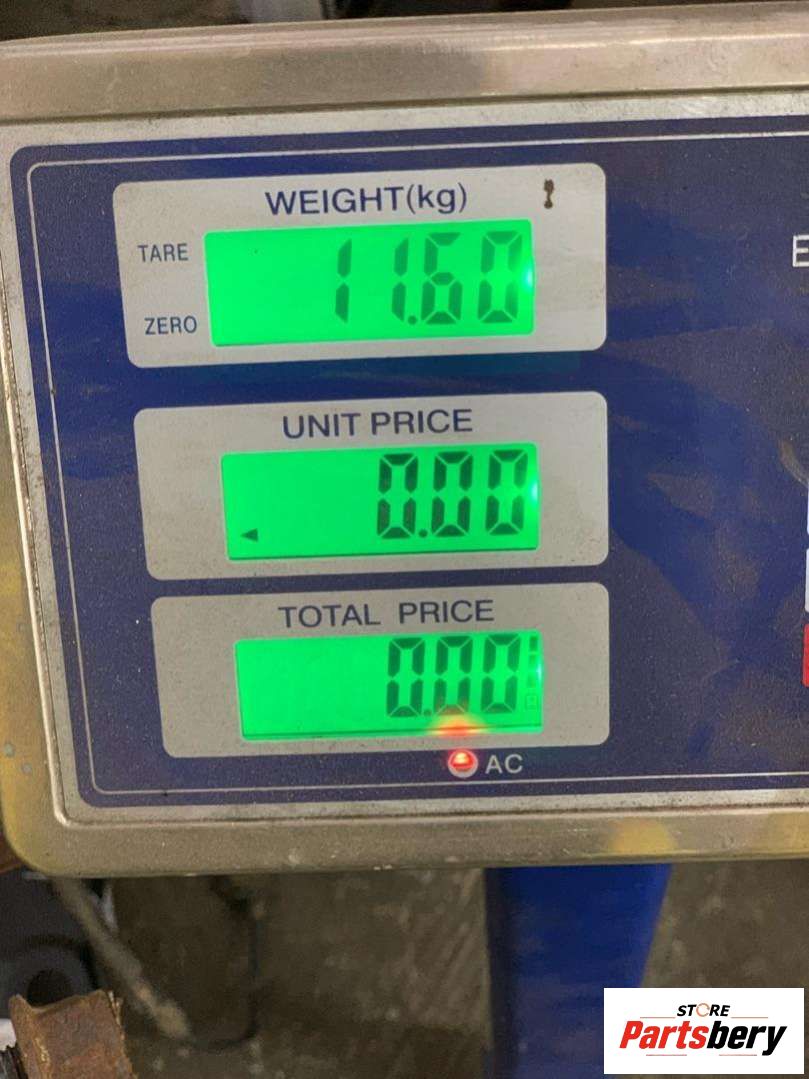 WEIGHT(kg)
TARE
11.60
ZERO
UNIT PRICE
0.00
TOTAL PRICE
0.00
AC
E
STORE
Partsbery